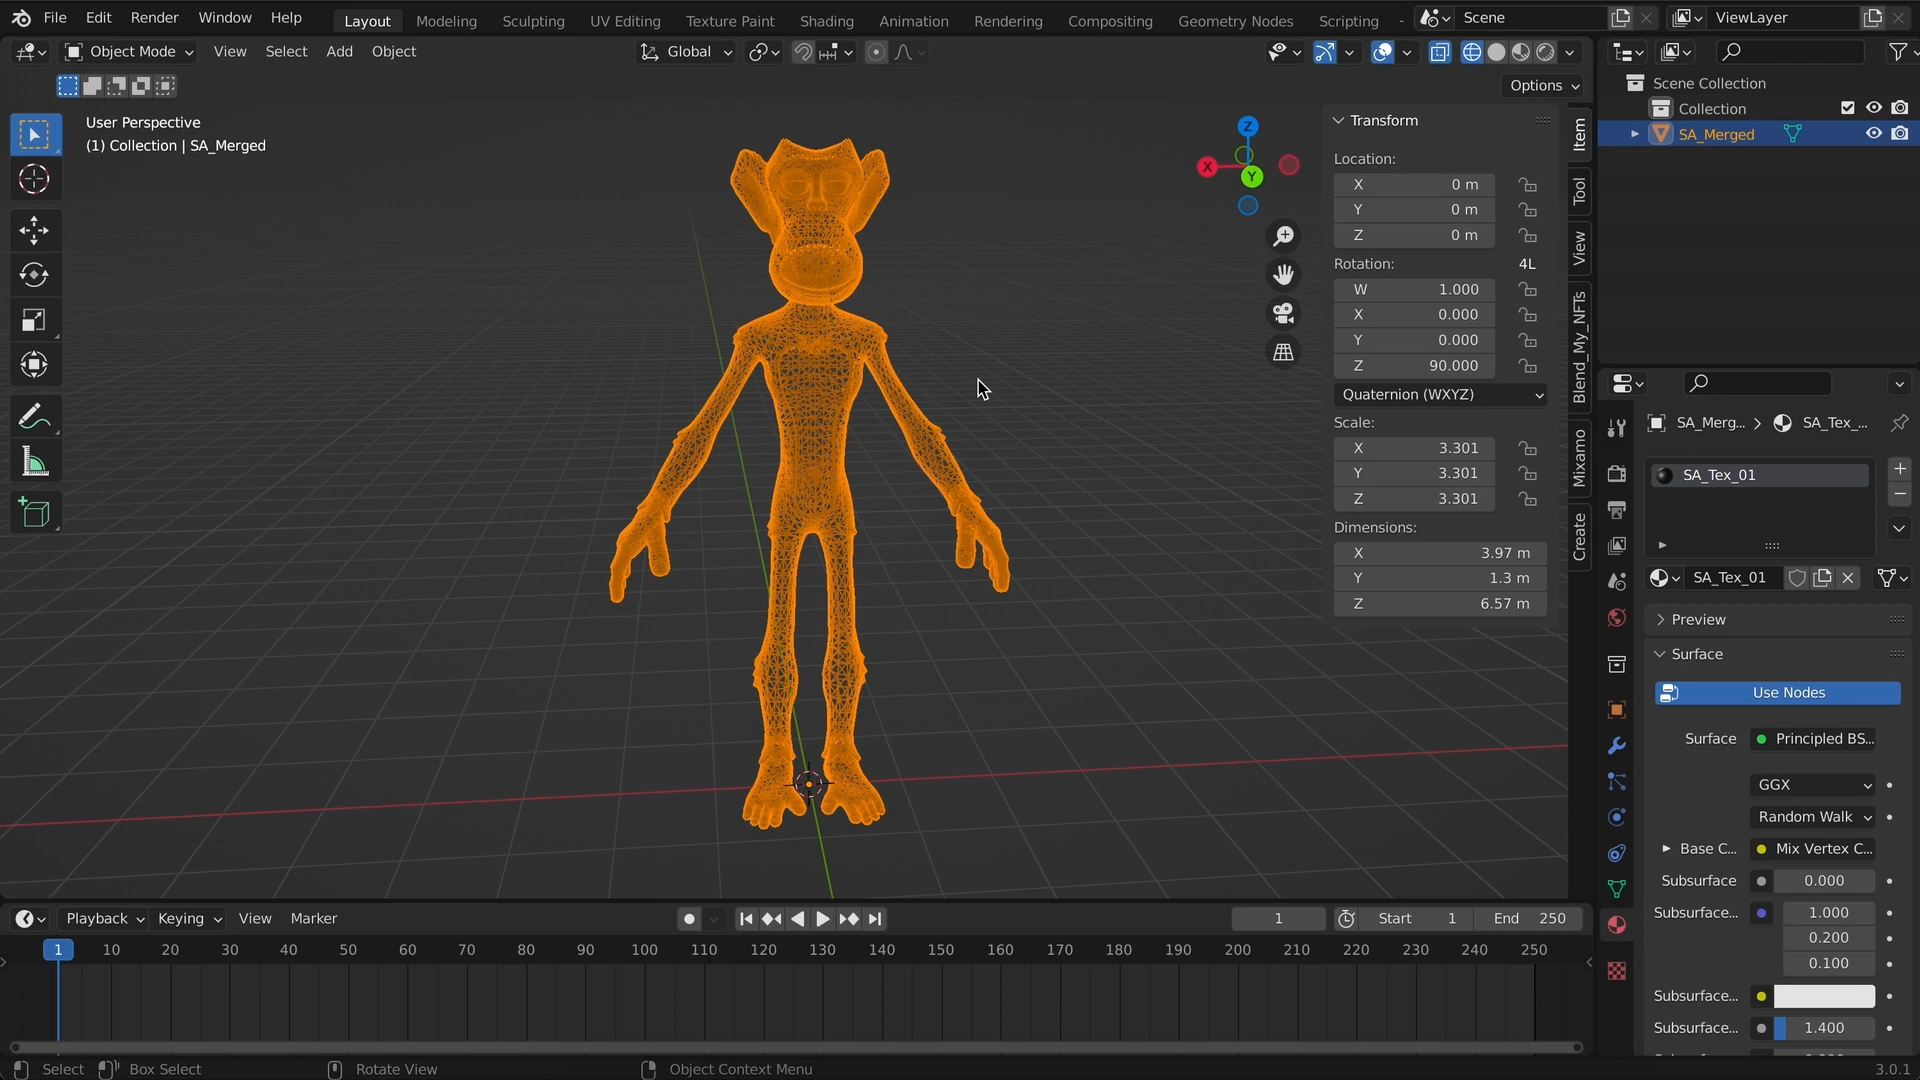 File Edit Render Window Help Layout Modeling Sculpting UV Editing Texture Paint Shading Animation Rendering Compositing Geometry Nodes Scripting Scene ViewLayer
Object Mode View Select Add Object Global
Options
User Perspective
(1) Collection | SA_Merged
Z
X
Y
Transform
Location:
X 0 m
Y 0 m
Z 0 m
Rotation: 4L
W 1.000
X 0.000
Y 0.000
Z 90.000
Quaternion (WXYZ)
Scale:
X 3.301
Y 3.301
Z 3.301
Dimensions:
X 3.97 m
Y 1.3 m
Z 6.57 m
Item
Tool
View
Blend_My_NFTs
Mixamo
Create
Scene Collection
Collection
SA_Merged
SA_Merg... SA_Tex_...
SA_Tex_01
SA_Tex_01
Preview
Surface
Use Nodes
Surface Principled BS...
GGX
Random Walk
Base C... Mix Vertex C...
Subsurface 0.000
Subsurface... 1.000
0.200
0.100
Subsurface...
Subsurface... 1.400
Playback Keying View Marker 1 Start 1 End 250
1 10 20 30 40 50 60 70 80 90 100 110 120 130 140 150 160 170 180 190 200 210 220 230 240 250
Select Box Select Rotate View Object Context Menu 3.0.1